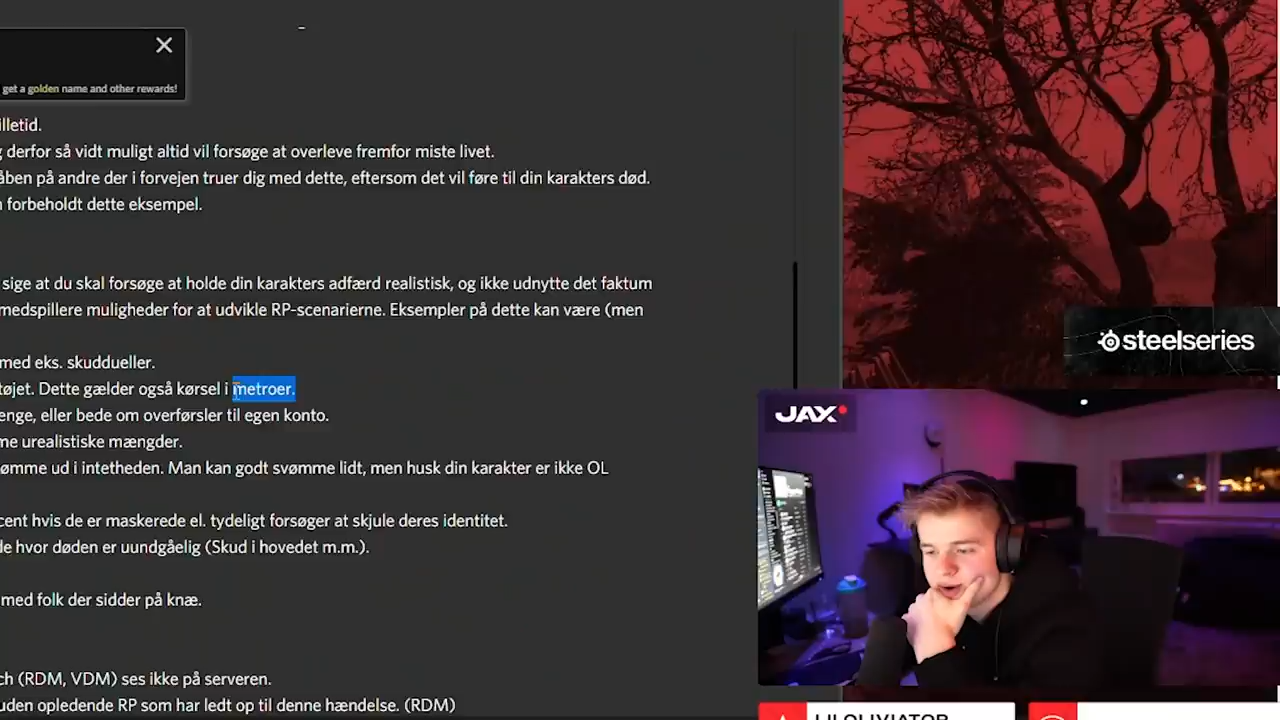 get a golden name and other rewards!
illetid.
g derfor så vidt muligt altid vil forsøge at overleve fremfor miste livet.
åben på andre der i forvejen truer dig med dette, eftersom det vil føre til din karakters død.
forbeholdt dette eksempel.
sige at du skal forsøge at holde din karakters adfærd realistisk, og ikke udnytte det faktum
medspillere muligheder for at udvikle RP-scenarierne. Eksempler på dette kan være (men
med eks. skuddueller.
tøjet. Dette gælder også kørsel i metroer.
enge, eller bede om overførsler til egen konto.
me urealistiske mængder.
ømme ud i intetheden. Man kan godt svømme lidt, men husk din karakter er ikke OL
cent hvis de er maskerede el. tydeligt forsøger at skjule deres identitet.
de hvor døden er uundgåelig (Skud i hovedet m.m.).
med folk der sidder på knæ.
ch (RDM, VDM) ses ikke på serveren.
uden opledende RP som har ledt op til denne hændelse. (RDM)
steelseries
JAX
LILOLIVIATOR